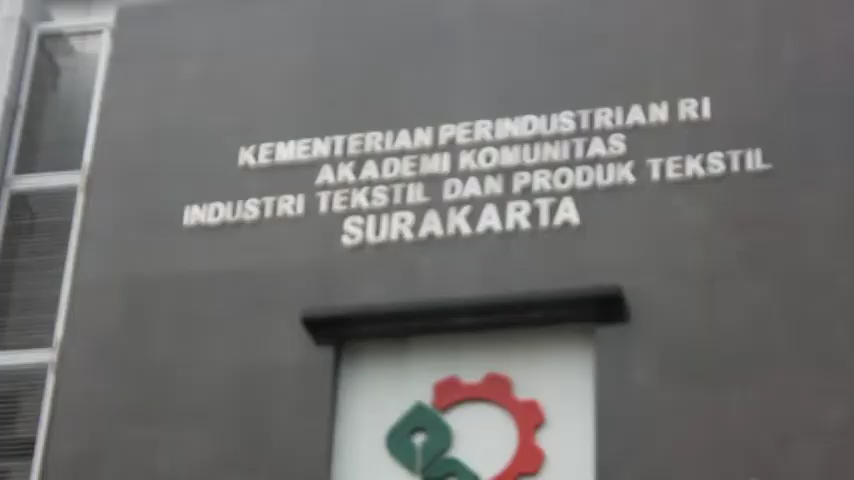 KEMENTERIAN PERINDUSTRIAN RI
AKADEMI KOMUNITAS
INDUSTRI TEKSTIL DAN PRODUK TEKSTIL
SURAKARTA